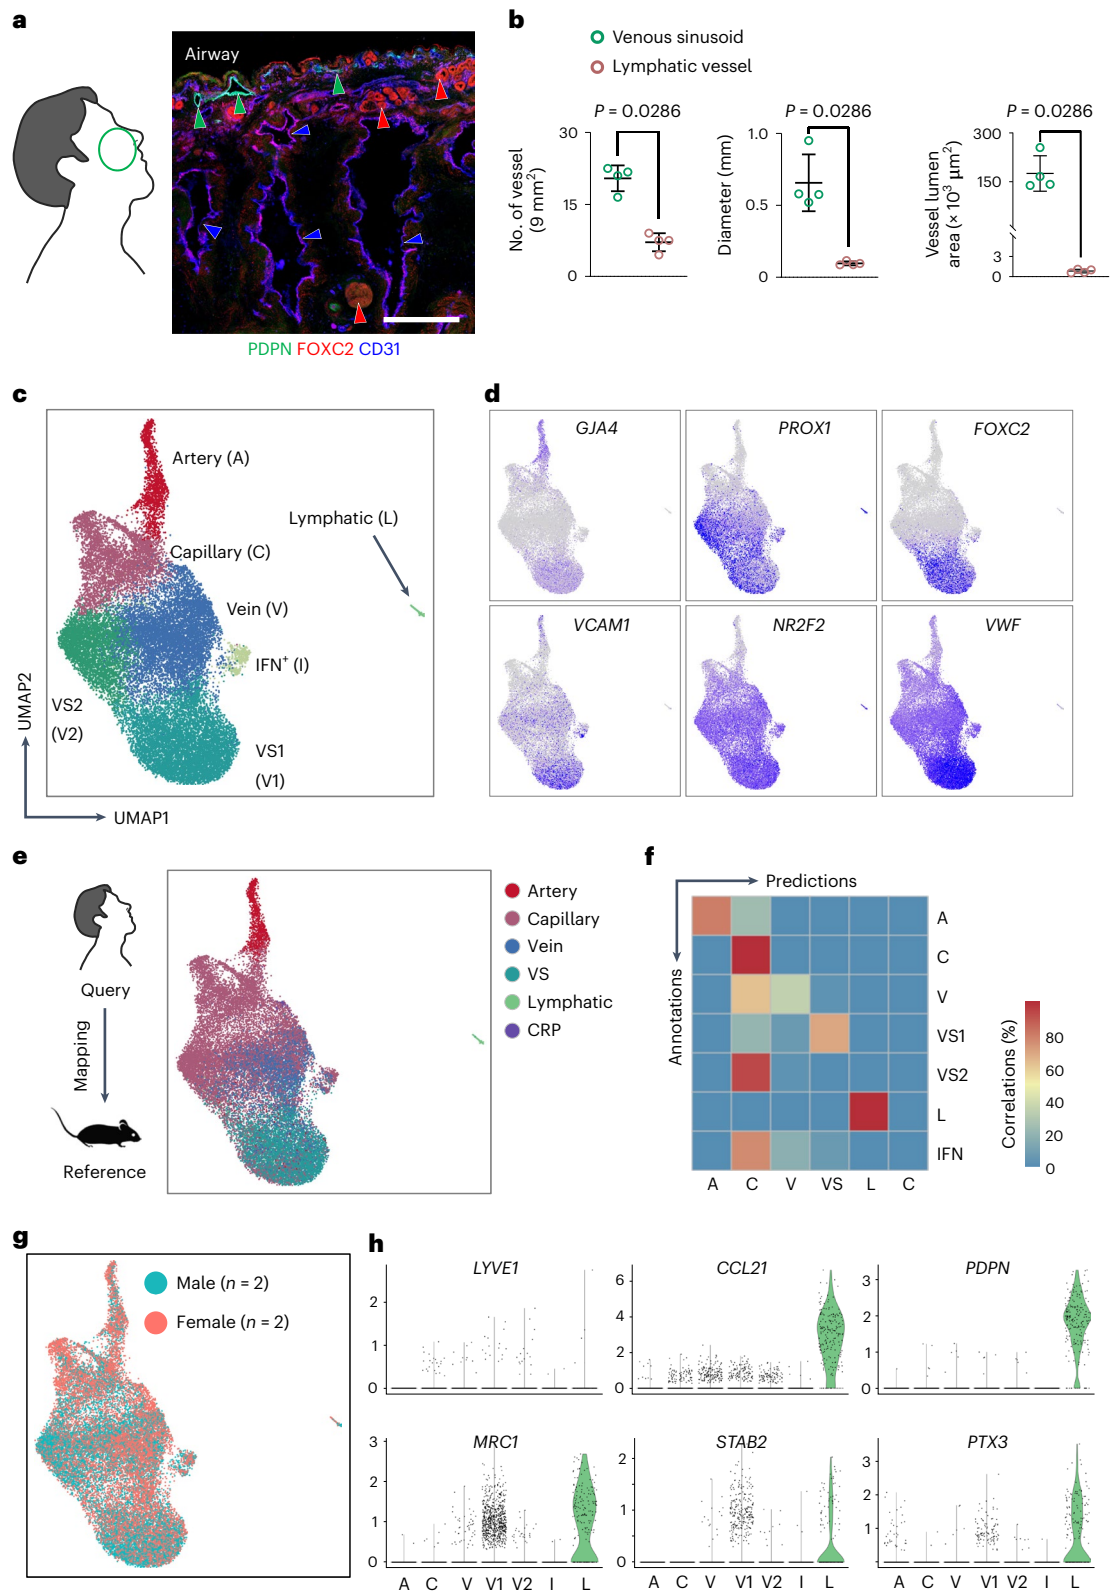 a
Airway
PDPN FOXC2 CD31
b
Venous sinusoid
Lymphatic vessel
P = 0.0286
No. of vessel
(9 mm²)
30
15
0
P = 0.0286
Diameter (mm)
1.0
0.5
0
P = 0.0286
Vessel lumen
area (× 10³ μm²)
300
150
3
0
c
Artery (A)
Lymphatic (L)
Capillary (C)
Vein (V)
IFN⁺ (I)
VS2
(V2)
VS1
(V1)
UMAP2
UMAP1
d
GJA4
PROX1
FOXC2
VCAM1
NR2F2
VWF
e
Query
Mapping
Reference
Artery
Capillary
Vein
VS
Lymphatic
CRP
f
Predictions
Annotations
A
C
V
VS1
VS2
L
IFN
A C V VS L C
Correlations (%)
80
60
40
20
0
g
Male (n = 2)
Female (n = 2)
h
LYVE1
2
1
0
CCL21
6
4
2
0
PDPN
3
2
1
0
MRC1
3
2
1
0
A C V V1 V2 I L
STAB2
2
1
0
A C V V1 V2 I L
PTX3
3
2
1
0
A C V V1 V2 I L